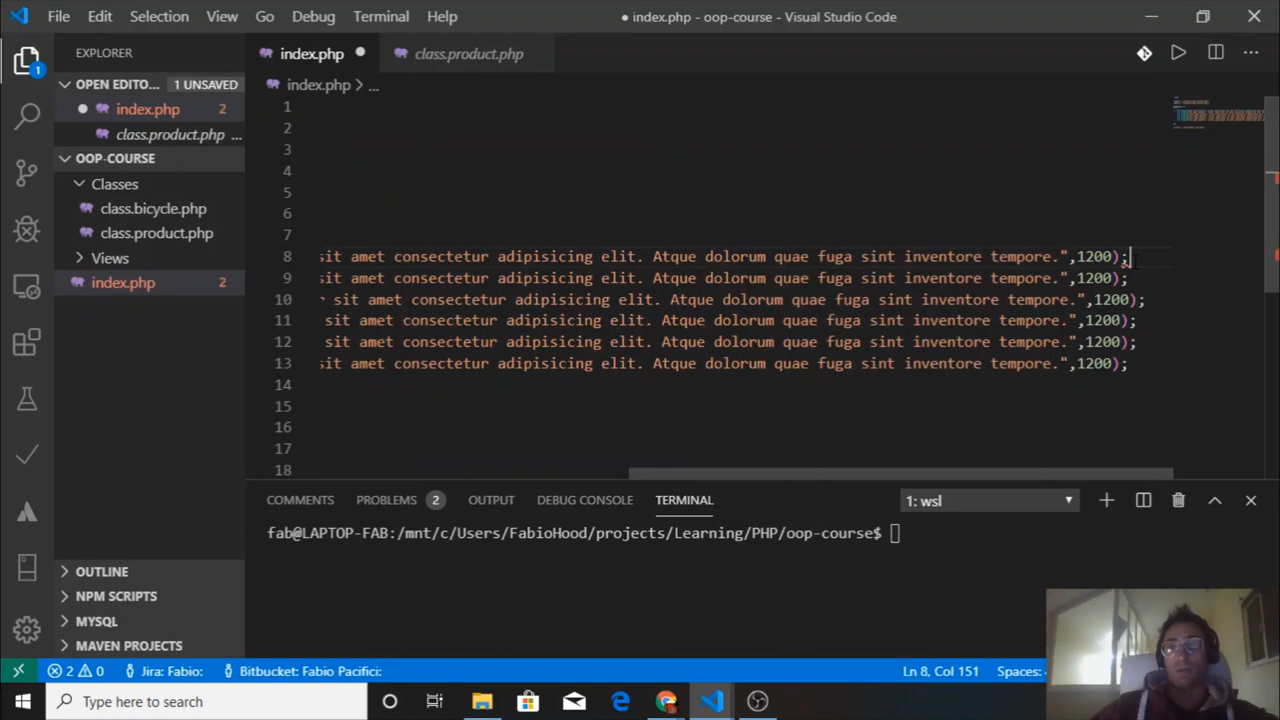 File Edit Selection View Go Debug Terminal Help
● index.php - oop-course - Visual Studio Code
EXPLORER
index.php
class.product.php
OPEN EDITO... 1 UNSAVED
index.php > ...
index.php 2
class.product.php ...
OOP-COURSE
Classes
class.bicycle.php
class.product.php
Views
index.php 2
1
1
2
3
4
5
6
7
8 sit amet consectetur adipisicing elit. Atque dolorum quae fuga sint inventore tempore.",1200);
9 sit amet consectetur adipisicing elit. Atque dolorum quae fuga sint inventore tempore.",1200);
10 sit amet consectetur adipisicing elit. Atque dolorum quae fuga sint inventore tempore.",1200);
11 sit amet consectetur adipisicing elit. Atque dolorum quae fuga sint inventore tempore.",1200);
12 sit amet consectetur adipisicing elit. Atque dolorum quae fuga sint inventore tempore.",1200);
13 sit amet consectetur adipisicing elit. Atque dolorum quae fuga sint inventore tempore.",1200);
14
15
16
17
18
COMMENTS PROBLEMS 2 OUTPUT DEBUG CONSOLE TERMINAL 1: wsl
fab@LAPTOP-FAB:/mnt/c/Users/FabioHood/projects/Learning/PHP/oop-course$
OUTLINE
NPM SCRIPTS
MYSQL
MAVEN PROJECTS
2 0 Jira: Fabio: Bitbucket: Fabio Pacifici: Ln 8, Col 151 Spaces:
Type here to search